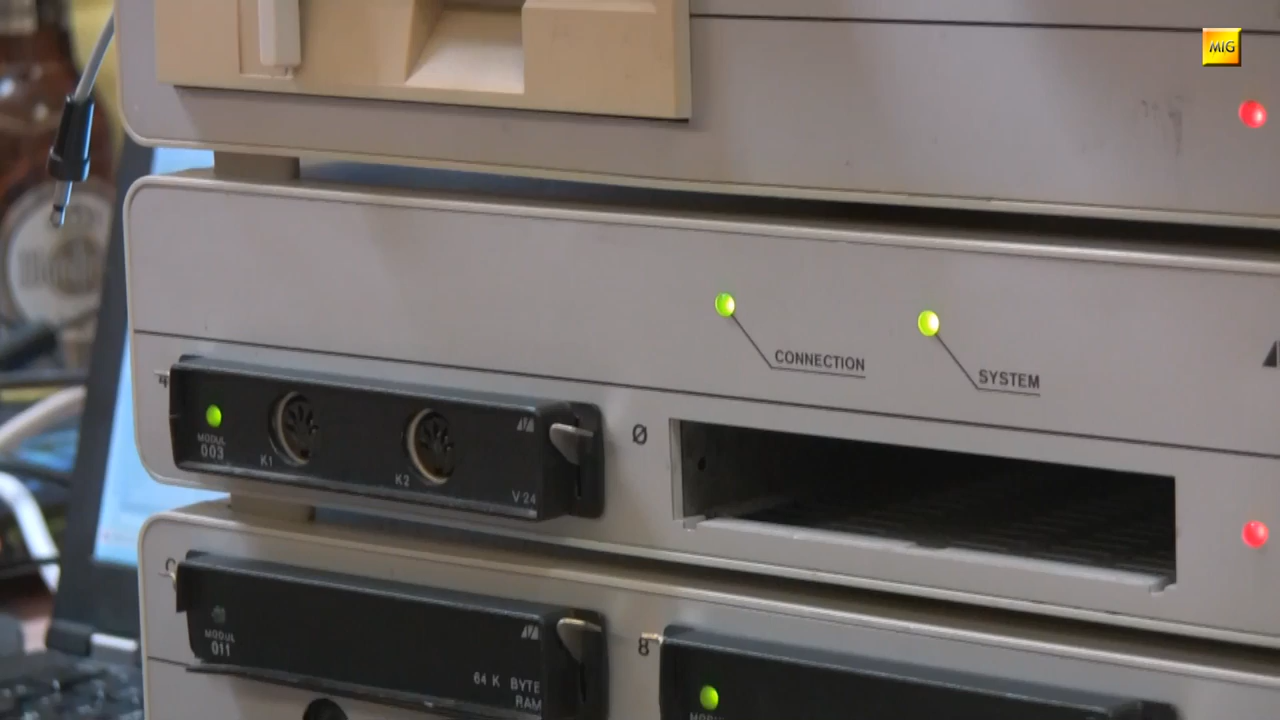 MIG
CONNECTION
SYSTEM
MODUL
003
K1
K2
V·24
Ø
MODUL
011
64 K BYTE
RAM
8